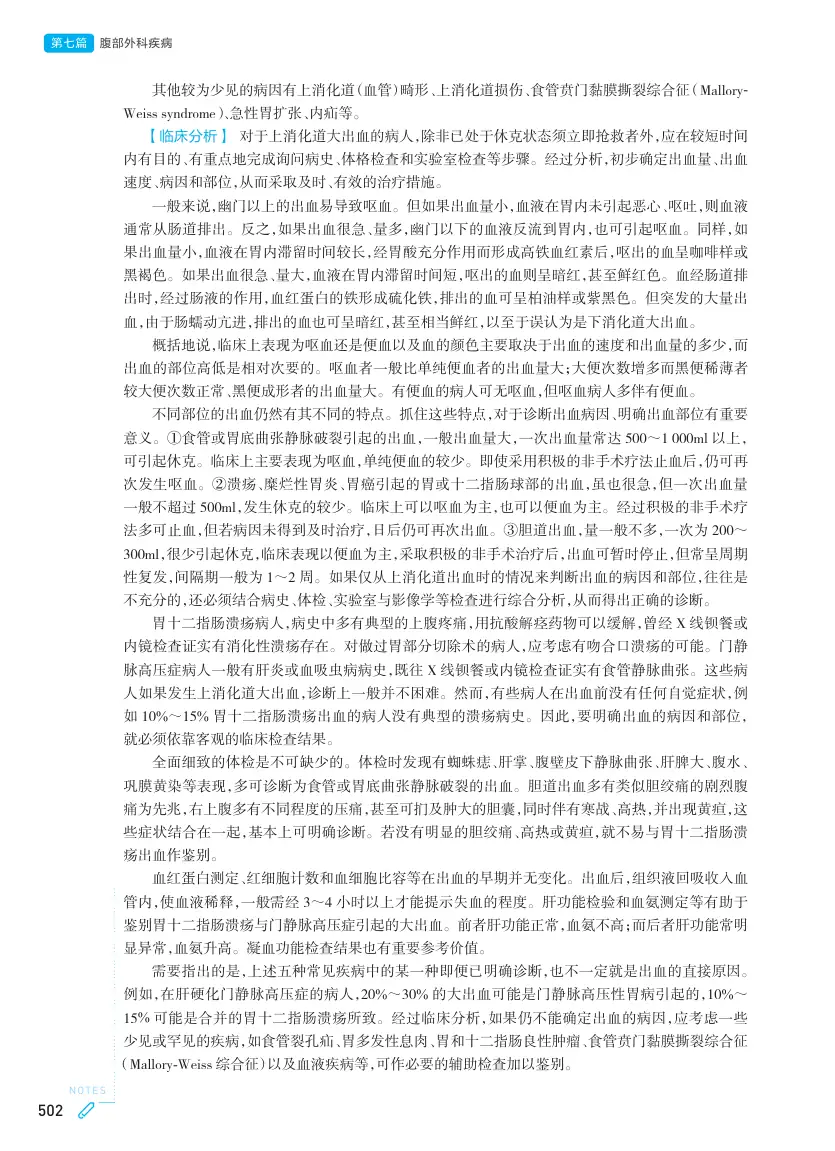 第七篇 腹部外科疾病
其他较为少见的病因有上消化道（血管）畸形、上消化道损伤、食管贲门黏膜撕裂综合征（Mallory-
Weiss syndrome）、急性胃扩张、内疝等。
【临床分析】 对于上消化道大出血的病人，除非已处于休克状态须立即抢救者外，应在较短时间
内有目的、有重点地完成询问病史、体格检查和实验室检查等步骤。经过分析，初步确定出血量、出血
速度、病因和部位，从而采取及时、有效的治疗措施。
一般来说，幽门以上的出血易导致呕血。但如果出血量小，血液在胃内未引起恶心、呕吐，则血液
通常从肠道排出。反之，如果出血很急、量多，幽门以下的血液反流到胃内，也可引起呕血。同样，如
果出血量小，血液在胃内滞留时间较长，经胃酸充分作用而形成高铁血红素后，呕出的血呈咖啡样或
黑褐色。如果出血很急、量大，血液在胃内滞留时间短，呕出的血则呈暗红，甚至鲜红色。血经肠道排
出时，经过肠液的作用，血红蛋白的铁形成硫化铁，排出的血可呈柏油样或紫黑色。但突发的大量出
血，由于肠蠕动亢进，排出的血也可呈暗红，甚至相当鲜红，以至于误认为是下消化道大出血。
概括地说，临床上表现为呕血还是便血以及血的颜色主要取决于出血的速度和出血量的多少，而
出血的部位高低是相对次要的。呕血者一般比单纯便血者的出血量大；大便次数增多而黑便稀薄者
较大便次数正常、黑便成形者的出血量大。有便血的病人可无呕血，但呕血病人多伴有便血。
不同部位的出血仍然有其不同的特点。抓住这些特点，对于诊断出血病因、明确出血部位有重要
意义。①食管或胃底曲张静脉破裂引起的出血，一般出血量大，一次出血量常达 500～1 000ml 以上，
可引起休克。临床上主要表现为呕血，单纯便血的较少。即使采用积极的非手术疗法止血后，仍可再
次发生呕血。②溃疡、糜烂性胃炎、胃癌引起的胃或十二指肠球部的出血，虽也很急，但一次出血量
一般不超过 500ml，发生休克的较少。临床上可以呕血为主，也可以便血为主。经过积极的非手术疗
法多可止血，但若病因未得到及时治疗，日后仍可再次出血。③胆道出血，量一般不多，一次为 200～
300ml，很少引起休克，临床表现以便血为主，采取积极的非手术治疗后，出血可暂时停止，但常呈周期
性复发，间隔期一般为 1～2 周。如果仅从上消化道出血时的情况来判断出血的病因和部位，往往是
不充分的，还必须结合病史、体检、实验室与影像学等检查进行综合分析，从而得出正确的诊断。
胃十二指肠溃疡病人，病史中多有典型的上腹疼痛，用抗酸解痉药物可以缓解，曾经 X 线钡餐或
内镜检查证实有消化性溃疡存在。对做过胃部分切除术的病人，应考虑有吻合口溃疡的可能。门静
脉高压症病人一般有肝炎或血吸虫病病史，既往 X 线钡餐或内镜检查证实有食管静脉曲张。这些病
人如果发生上消化道大出血，诊断上一般并不困难。然而，有些病人在出血前没有任何自觉症状，例
如 10%～15% 胃十二指肠溃疡出血的病人没有典型的溃疡病史。因此，要明确出血的病因和部位，
就必须依靠客观的临床检查结果。
全面细致的体检是不可缺少的。体检时发现有蜘蛛痣、肝掌、腹壁皮下静脉曲张、肝脾大、腹水、
巩膜黄染等表现，多可诊断为食管或胃底曲张静脉破裂的出血。胆道出血多有类似胆绞痛的剧烈腹
痛为先兆，右上腹多有不同程度的压痛，甚至可扪及肿大的胆囊，同时伴有寒战、高热，并出现黄疸，这
些症状结合在一起，基本上可明确诊断。若没有明显的胆绞痛、高热或黄疸，就不易与胃十二指肠溃
疡出血作鉴别。
血红蛋白测定、红细胞计数和血细胞比容等在出血的早期并无变化。出血后，组织液回吸收入血
管内，使血液稀释，一般需经 3～4 小时以上才能提示失血的程度。肝功能检验和血氨测定等有助于
鉴别胃十二指肠溃疡与门静脉高压症引起的大出血。前者肝功能正常，血氨不高；而后者肝功能常明
显异常，血氨升高。凝血功能检查结果也有重要参考价值。
需要指出的是，上述五种常见疾病中的某一种即便已明确诊断，也不一定就是出血的直接原因。
例如，在肝硬化门静脉高压症的病人，20%～30% 的大出血可能是门静脉高压性胃病引起的，10%～
15% 可能是合并的胃十二指肠溃疡所致。经过临床分析，如果仍不能确定出血的病因，应考虑一些
少见或罕见的疾病，如食管裂孔疝、胃多发性息肉、胃和十二指肠良性肿瘤、食管贲门黏膜撕裂综合征
（Mallory-Weiss 综合征）以及血液疾病等，可作必要的辅助检查加以鉴别。
NOTES
502